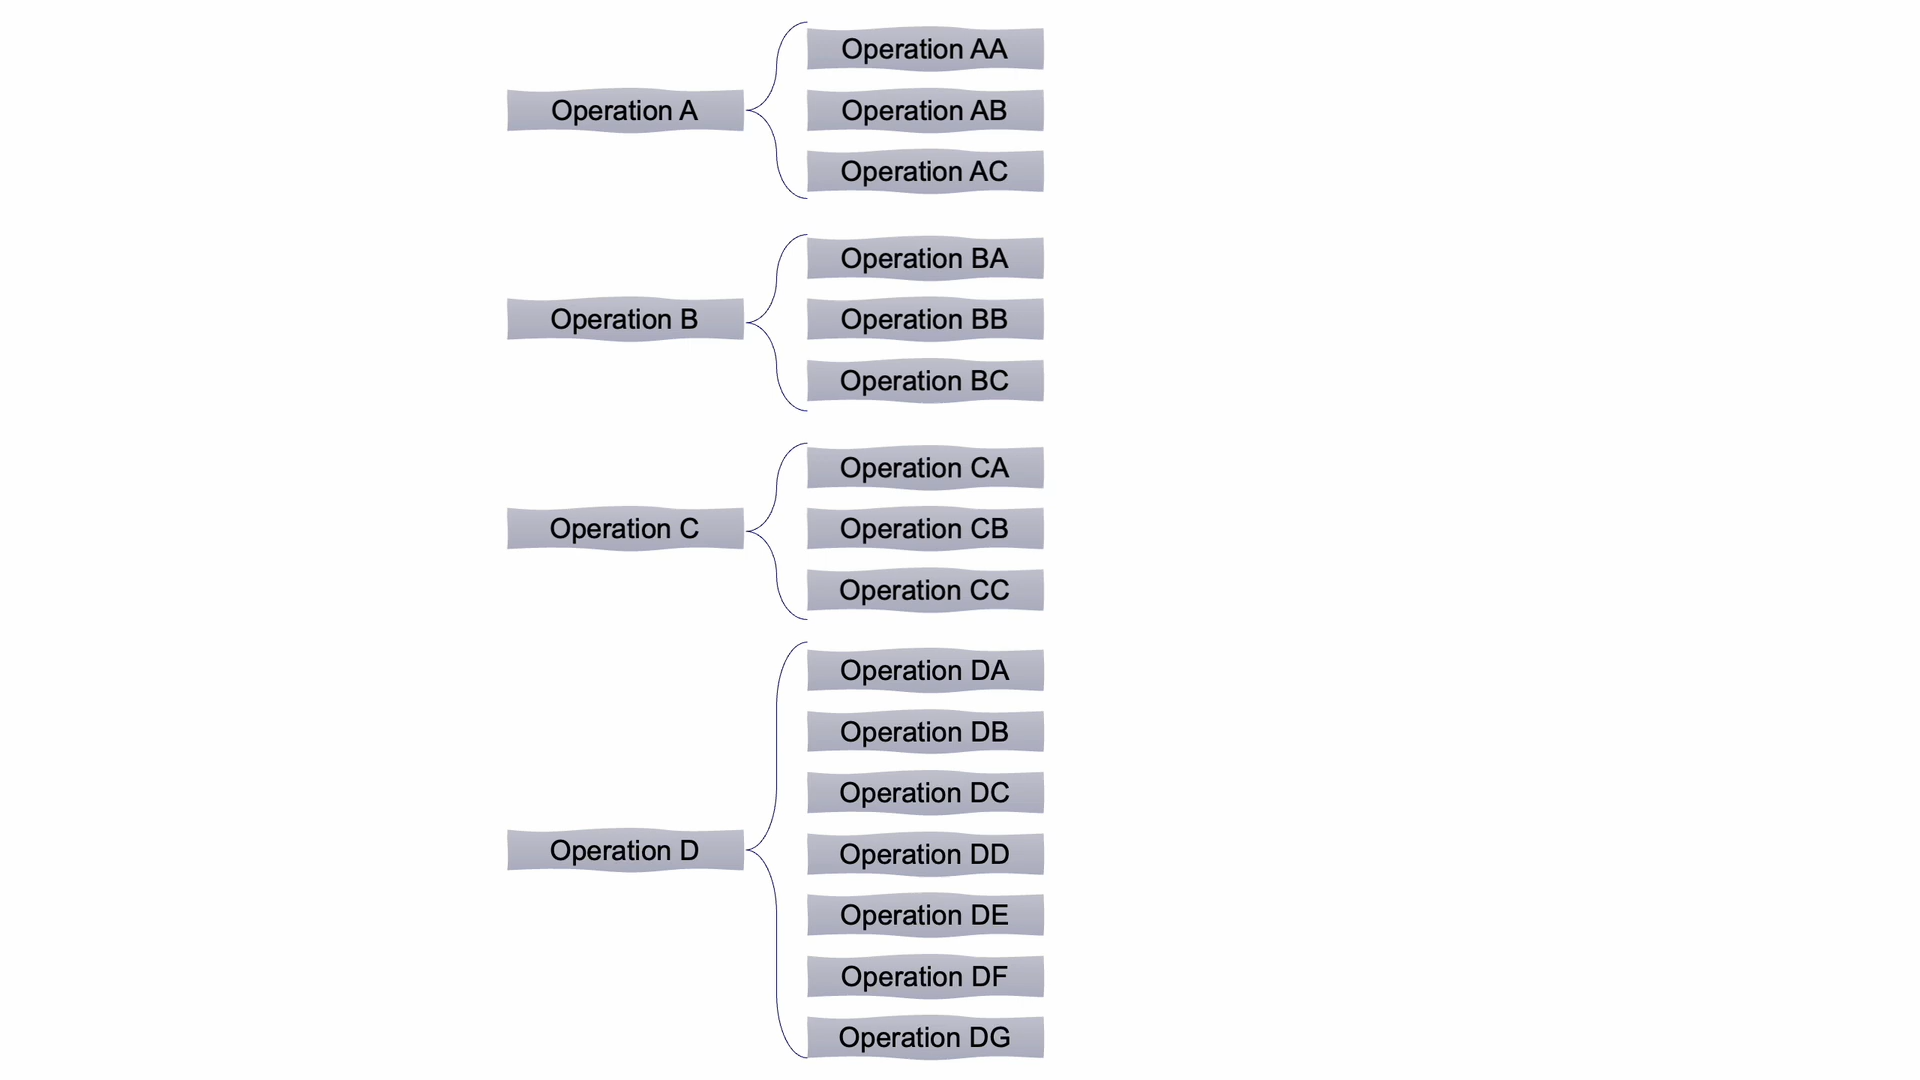 Operation A
Operation AA
Operation AB
Operation AC
Operation B
Operation BA
Operation BB
Operation BC
Operation C
Operation CA
Operation CB
Operation CC
Operation D
Operation DA
Operation DB
Operation DC
Operation DD
Operation DE
Operation DF
Operation DG